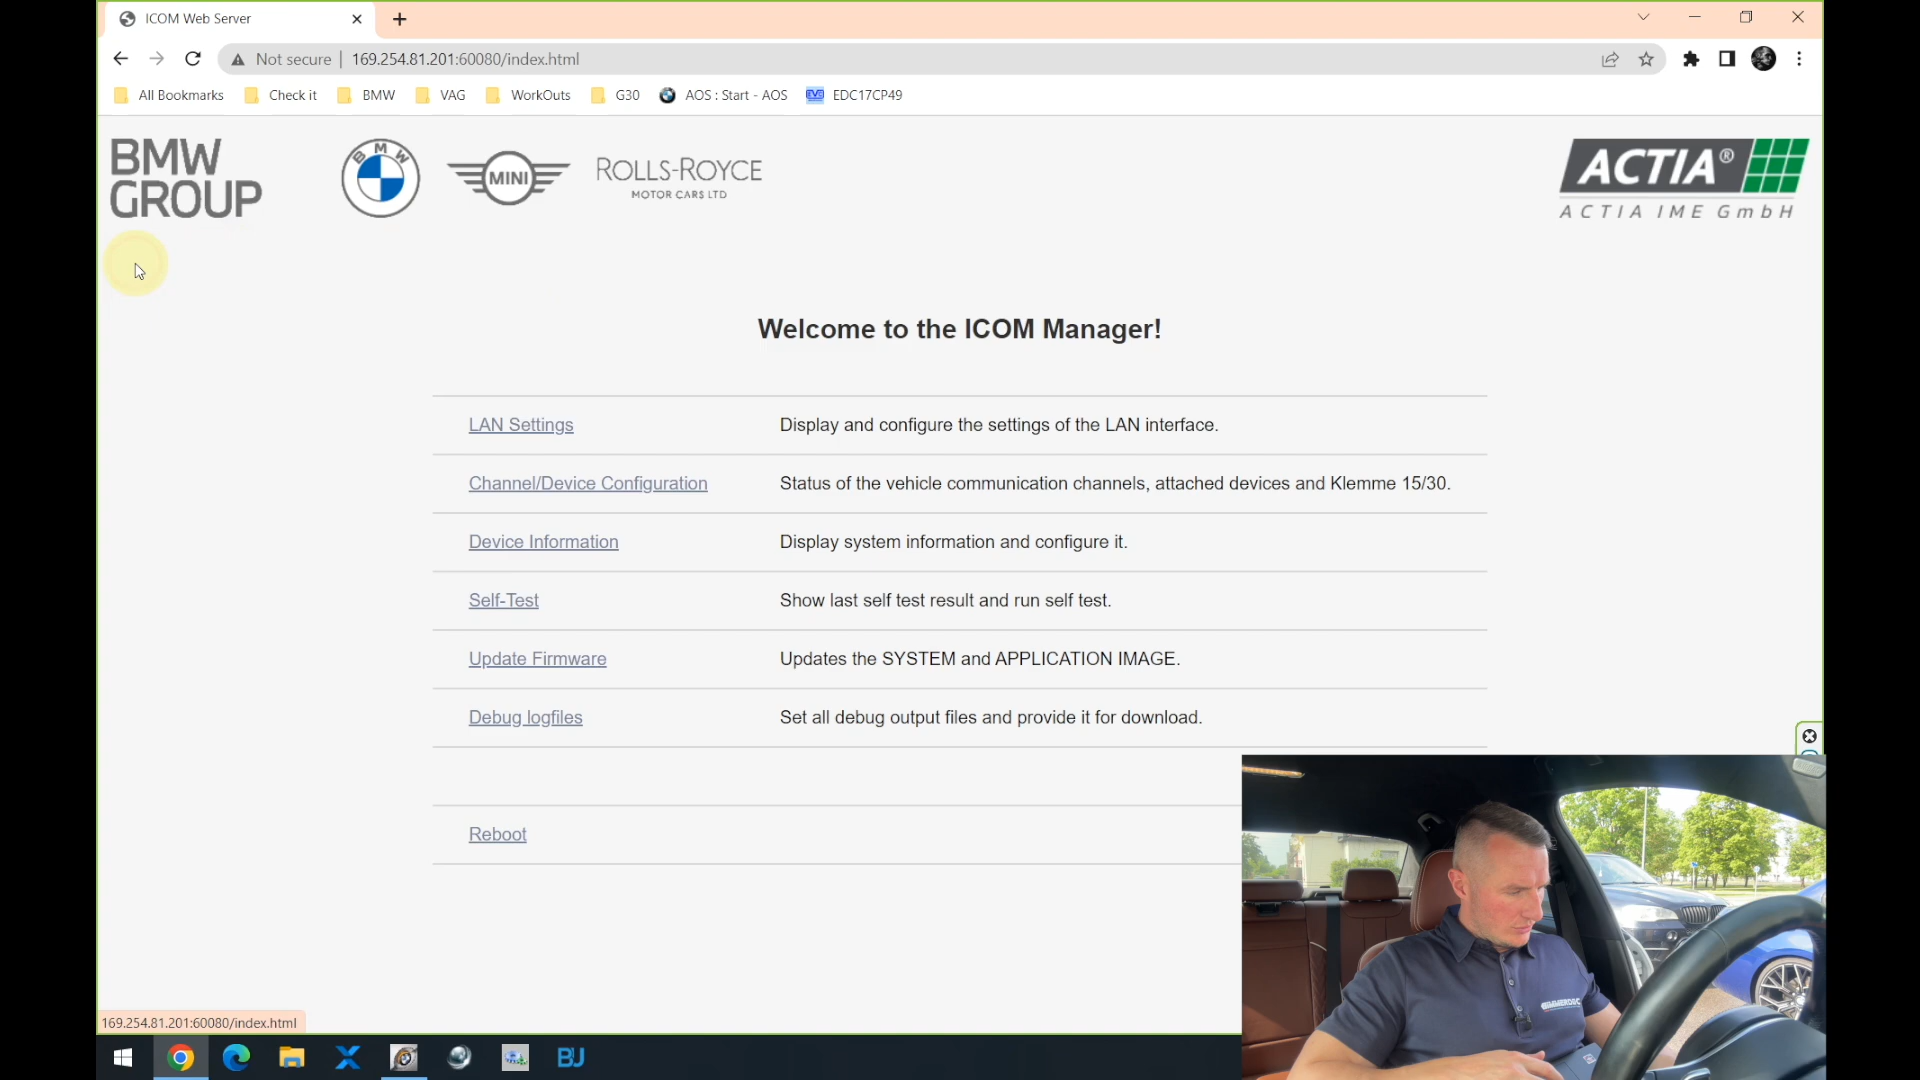 ICOM Web Server
Not secure
169.254.81.201:60080/index.html
All Bookmarks
Check it
BMW
VAG
WorkOuts
G30
AOS : Start - AOS
EDC17CP49
BMW
GROUP
BMW
MINI
ROLLS-ROYCE
MOTOR CARS LTD
ACTIA®
ACTIA IME GmbH
Welcome to the ICOM Manager!
LAN Settings
Display and configure the settings of the LAN interface.
Channel/Device Configuration
Status of the vehicle communication channels, attached devices and Klemme 15/30.
Device Information
Display system information and configure it.
Self-Test
Show last self test result and run self test.
Update Firmware
Updates the SYSTEM and APPLICATION IMAGE.
Debug logfiles
Set all debug output files and provide it for download.
Reboot
169.254.81.201:60080/index.html
BU